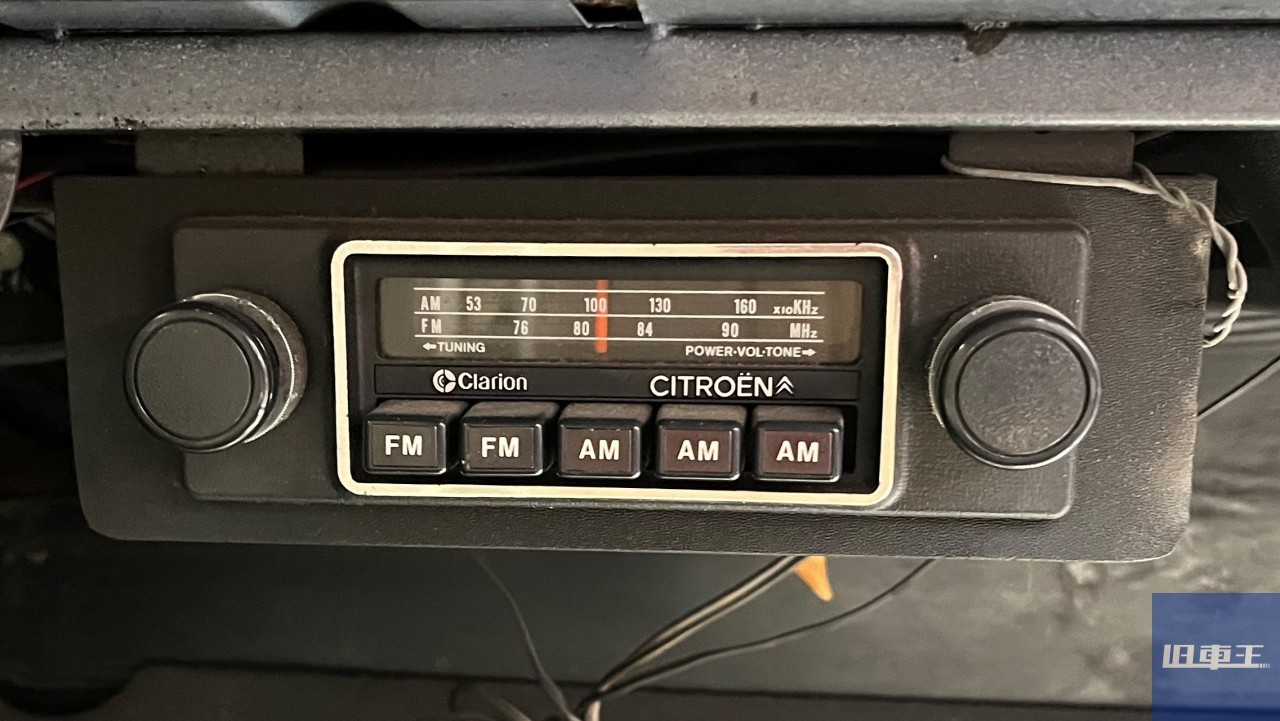 AM 53 70 100 130 160 x10KHz
FM 76 80 84 90 MHz
←TUNING POWER·VOL·TONE→
Clarion CITROËN
FM FM AM AM AM
旧車王